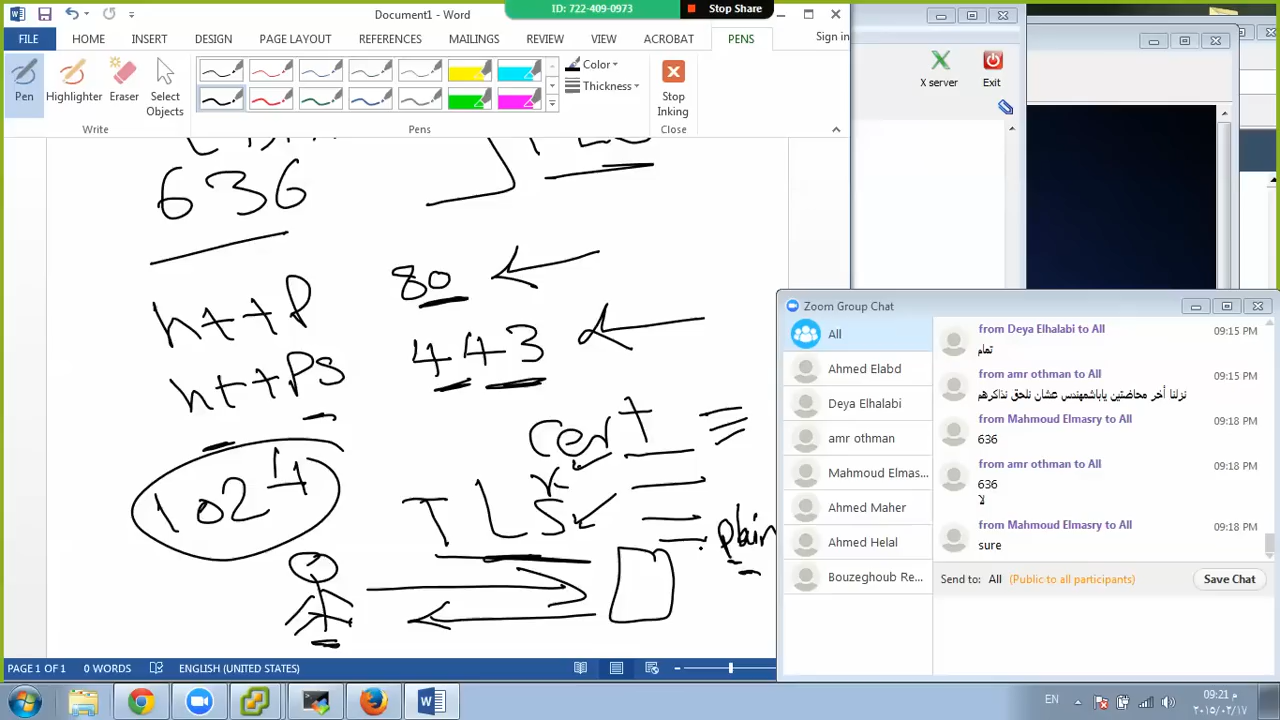 Document1 - Word
ID: 722-409-0973
Stop Share
FILE
HOME
INSERT
DESIGN
PAGE LAYOUT
REFERENCES
MAILINGS
REVIEW
VIEW
ACROBAT
PENS
Sign in
Pen
Highlighter
Eraser
Select Objects
Color
Thickness
Stop Inking
Write
Pens
Close
X server
Exit
636
http 80
https 443
cert
1024
TLS
plain
Zoom Group Chat
All
Ahmed Elabd
Deya Elhalabi
amr othman
Mahmoud Elmas...
Ahmed Maher
Ahmed Helal
Bouzeghoub Re...
from Deya Elhalabi to All 09:15 PM
تمام
from amr othman to All 09:15 PM
نزلنا أخر محاضتين ياباشمهندس عشان نلحق نذاكرهم
from Mahmoud Elmasry to All 09:18 PM
636
from amr othman to All 09:18 PM
636
لا
from Mahmoud Elmasry to All 09:18 PM
sure
Send to: All (Public to all participants)
Save Chat
PAGE 1 OF 1
0 WORDS
ENGLISH (UNITED STATES)
EN
09:21 م
٢٠١٥/٠٢/١٧